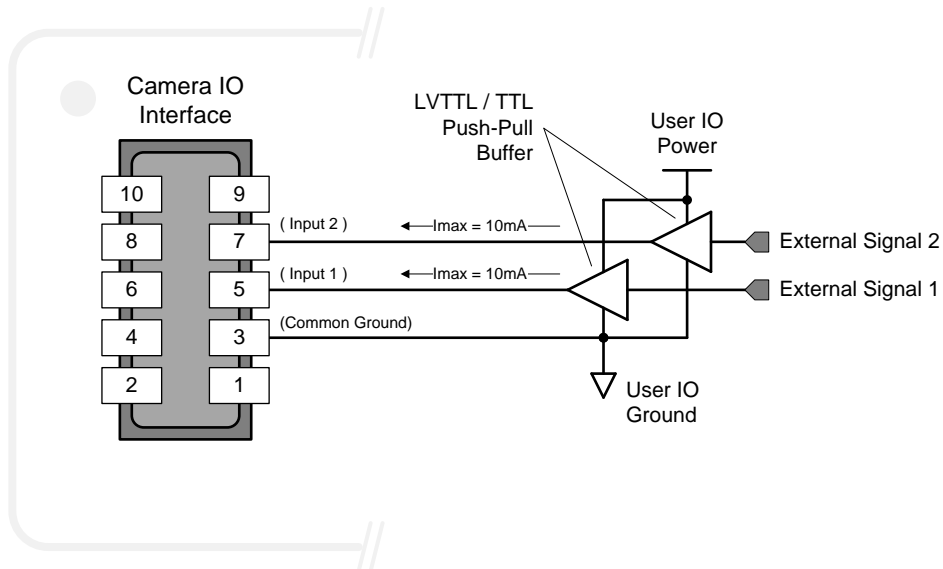 Camera IO
Interface
LVTTL / TTL
Push-Pull
Buffer
User IO
Power
10
9
( Input 2 )
Imax = 10mA
8
7
External Signal 2
( Input 1 )
Imax = 10mA
6
5
External Signal 1
(Common Ground)
4
3
2
1
User IO
Ground